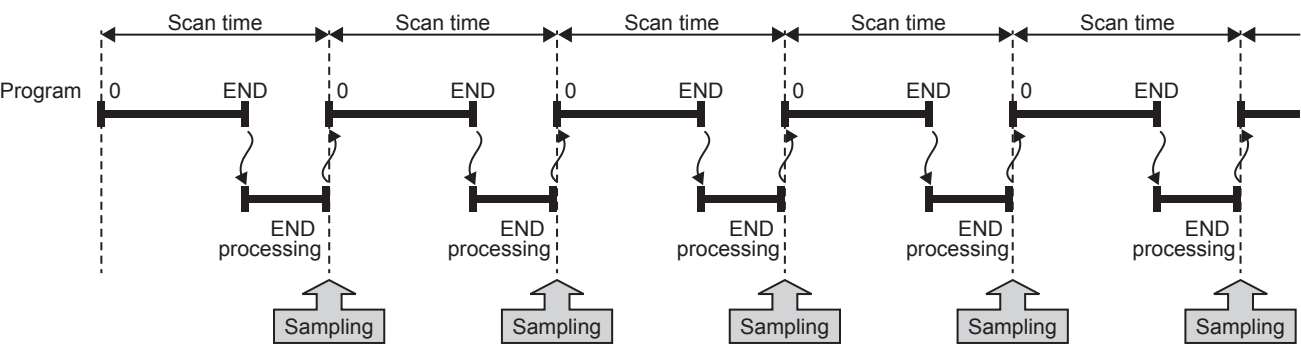 Scan time Scan time Scan time Scan time Scan time
Program 0 END 0 END 0 END 0 END 0 END
END END END END END
processing processing processing processing processing
Sampling Sampling Sampling Sampling Sampling